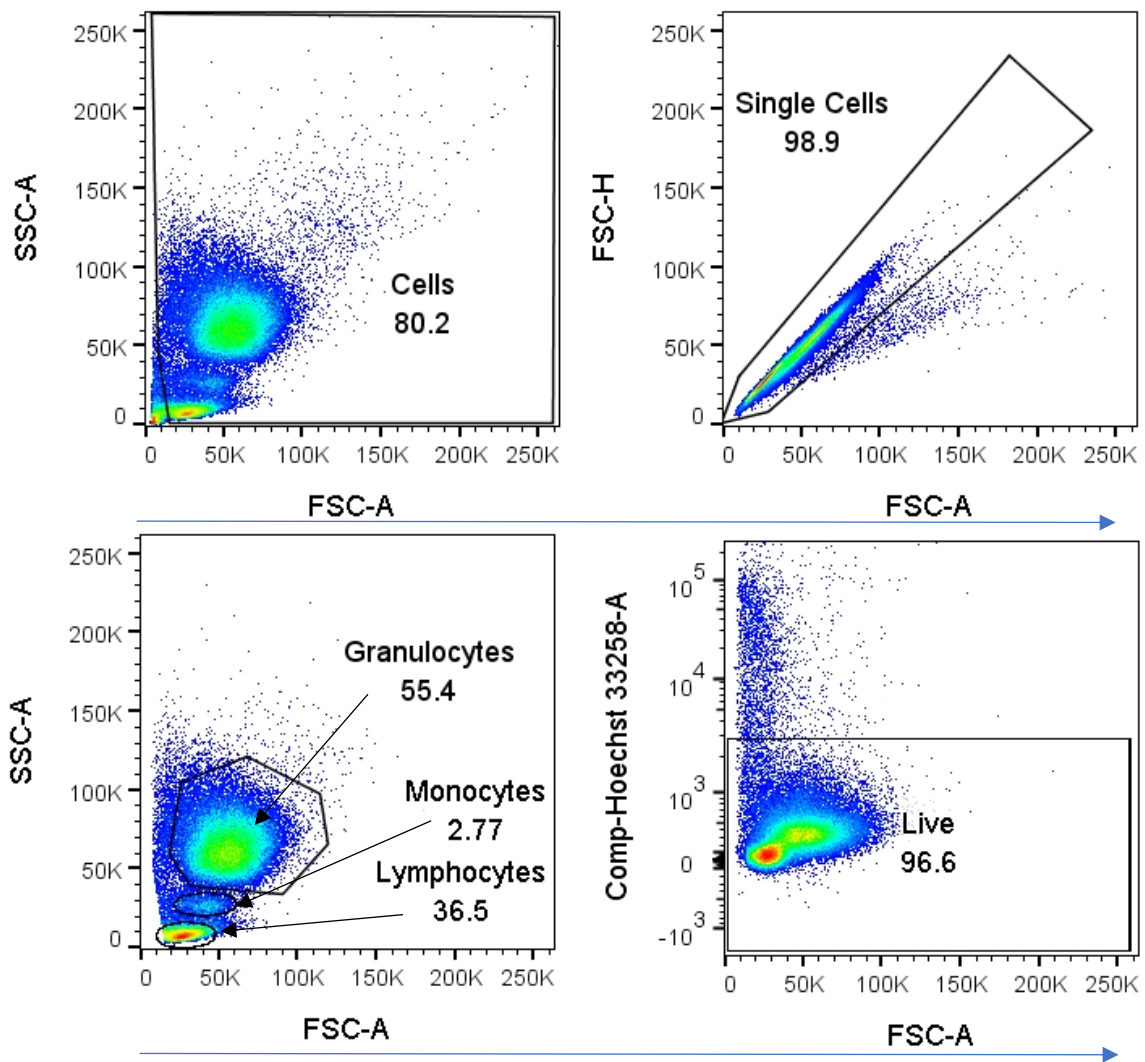 250K
200K
150K
100K
50K
0
SSC-A
Cells
80.2
0 50K 100K 150K 200K 250K
FSC-A
250K
200K
150K
100K
50K
0
FSC-H
Single Cells
98.9
0 50K 100K 150K 200K 250K
FSC-A
250K
200K
150K
100K
50K
0
SSC-A
Granulocytes
55.4
Monocytes
2.77
Lymphocytes
36.5
0 50K 100K 150K 200K 250K
FSC-A
10^5
10^4
10^3
0
-10^3
Comp-Hoechst 33258-A
Live
96.6
0 50K 100K 150K 200K 250K
FSC-A